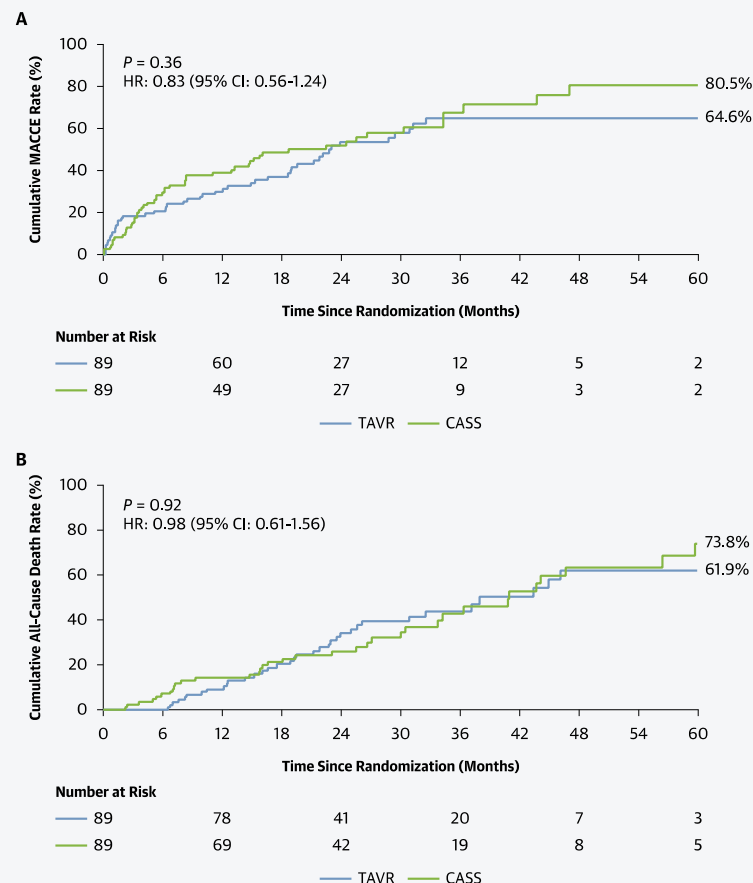 A
100
80
60
40
20
0
Cumulative MACCE Rate (%)
P = 0.36
HR: 0.83 (95% CI: 0.56-1.24)
80.5%
64.6%
0 6 12 18 24 30 36 42 48 54 60
Time Since Randomization (Months)
Number at Risk
89 60 27 12 5 2
89 49 27 9 3 2
TAVR CASS
B
100
80
60
40
20
0
Cumulative All-Cause Death Rate (%)
P = 0.92
HR: 0.98 (95% CI: 0.61-1.56)
73.8%
61.9%
0 6 12 18 24 30 36 42 48 54 60
Time Since Randomization (Months)
Number at Risk
89 78 41 20 7 3
89 69 42 19 8 5
TAVR CASS